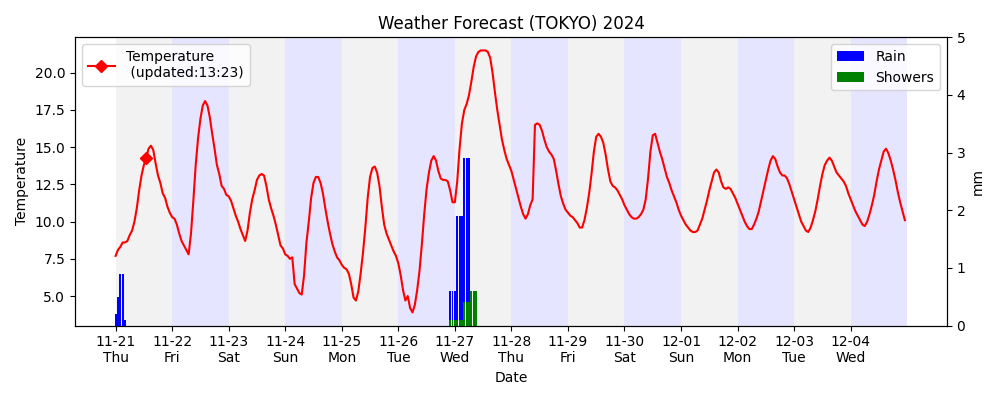 Weather Forecast (TOKYO) 2024
Temperature
(updated:13:23)
Rain
Showers
Temperature
20.0
17.5
15.0
12.5
10.0
7.5
5.0
5
4
3
2
1
0
mm
11-21 11-22 11-23 11-24 11-25 11-26 11-27 11-28 11-29 11-30 12-01 12-02 12-03 12-04
Thu Fri Sat Sun Mon Tue Wed Thu Fri Sat Sun Mon Tue Wed
Date